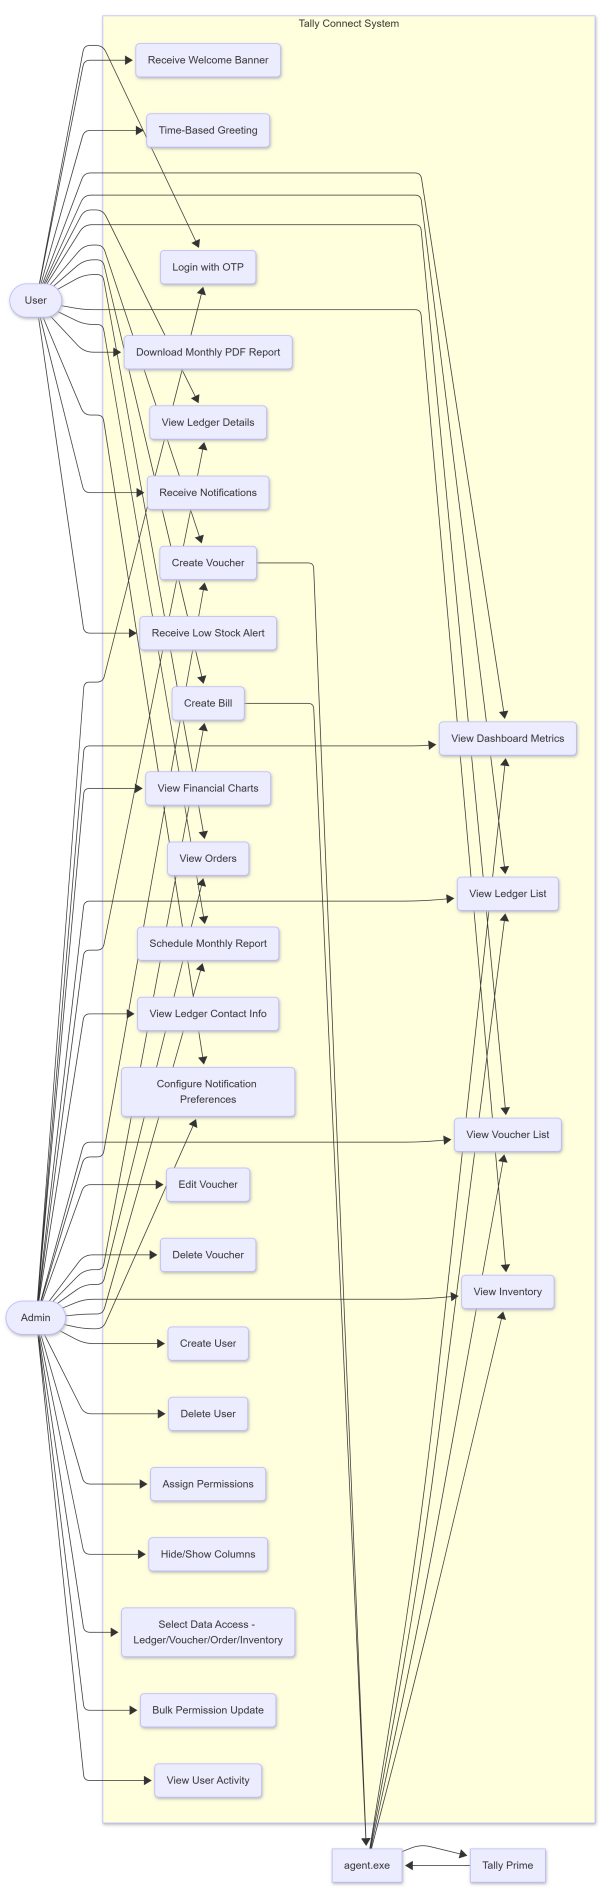 Tally Connect System
Receive Welcome Banner
Time-Based Greeting
Login with OTP
User
Download Monthly PDF Report
View Ledger Details
Receive Notifications
Create Voucher
Receive Low Stock Alert
Create Bill
View Dashboard Metrics
View Financial Charts
View Orders
View Ledger List
Schedule Monthly Report
View Ledger Contact Info
Configure Notification
Preferences
View Voucher List
Edit Voucher
Delete Voucher
View Inventory
Admin
Create User
Delete User
Assign Permissions
Hide/Show Columns
Select Data Access -
Ledger/Voucher/Order/Inventory
Bulk Permission Update
View User Activity
agent.exe
Tally Prime